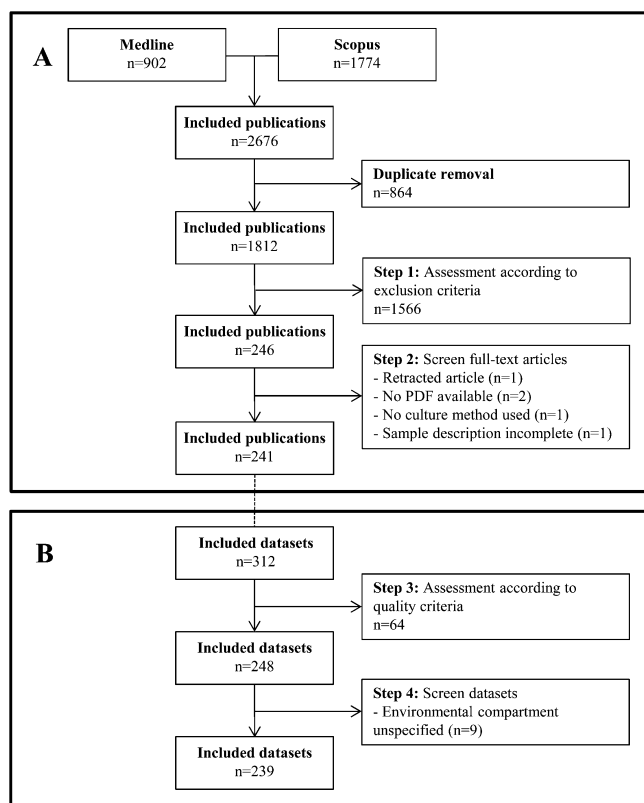 A
Medline
n=902
Scopus
n=1774
Included publications
n=2676
Duplicate removal
n=864
Included publications
n=1812
Step 1: Assessment according to
exclusion criteria
n=1566
Included publications
n=246
Step 2: Screen full-text articles
- Retracted article (n=1)
- No PDF available (n=2)
- No culture method used (n=1)
- Sample description incomplete (n=1)
Included publications
n=241
B
Included datasets
n=312
Step 3: Assessment according to
quality criteria
n=64
Included datasets
n=248
Step 4: Screen datasets
- Environmental compartment
unspecified (n=9)
Included datasets
n=239